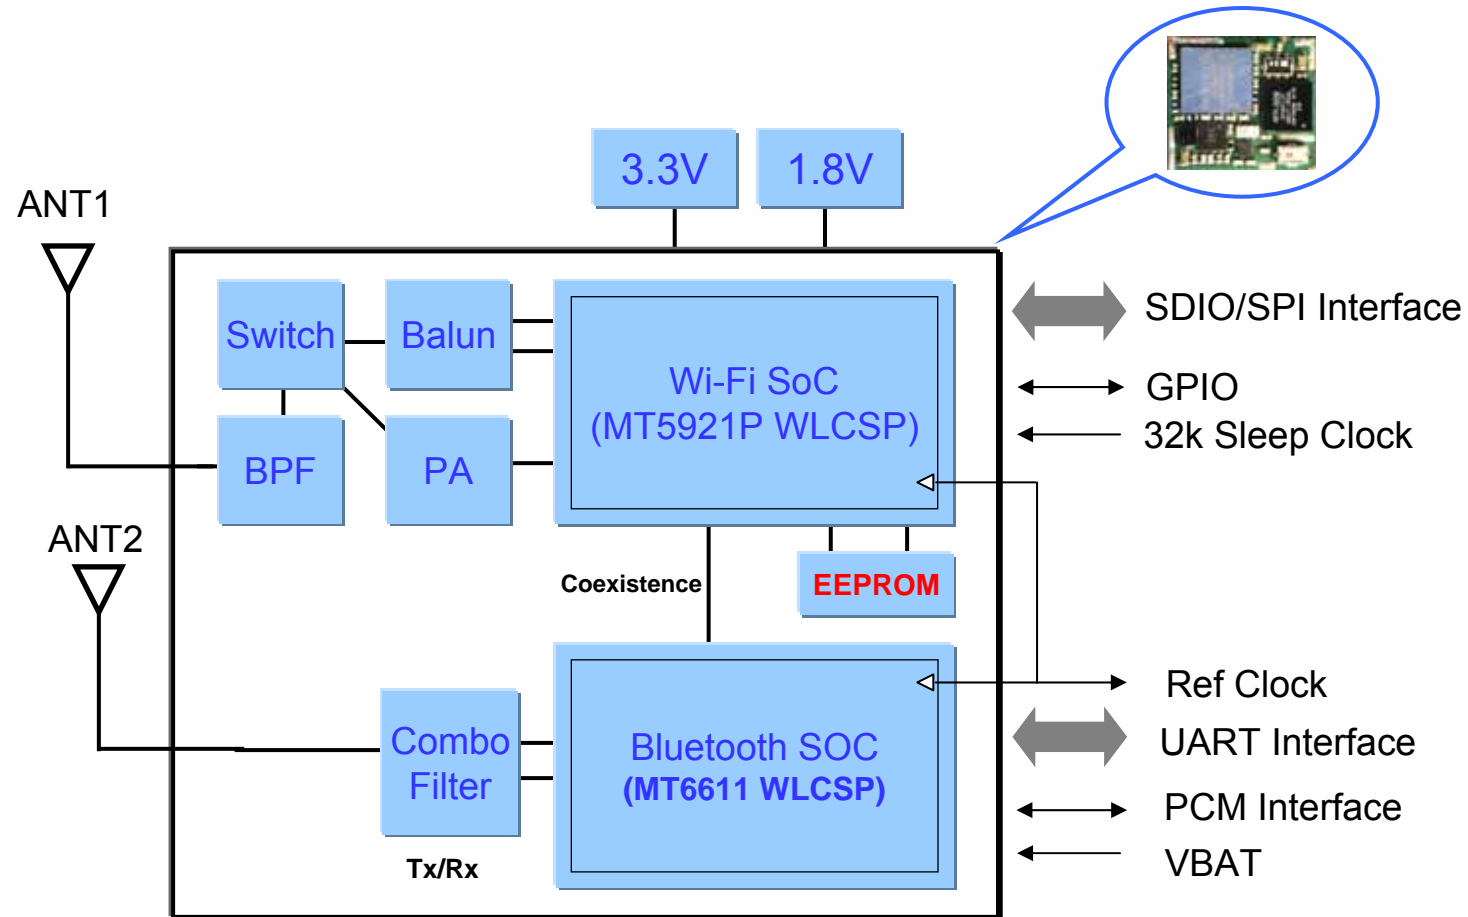 3.3V
1.8V
ANT1
Switch
Balun
Wi-Fi SoC
(MT5921P WLCSP)
SDIO/SPI Interface
GPIO
32k Sleep Clock
BPF
PA
ANT2
Coexistence
EEPROM
Combo
Filter
Tx/Rx
Bluetooth SOC
(MT6611 WLCSP)
Ref Clock
UART Interface
PCM Interface
VBAT